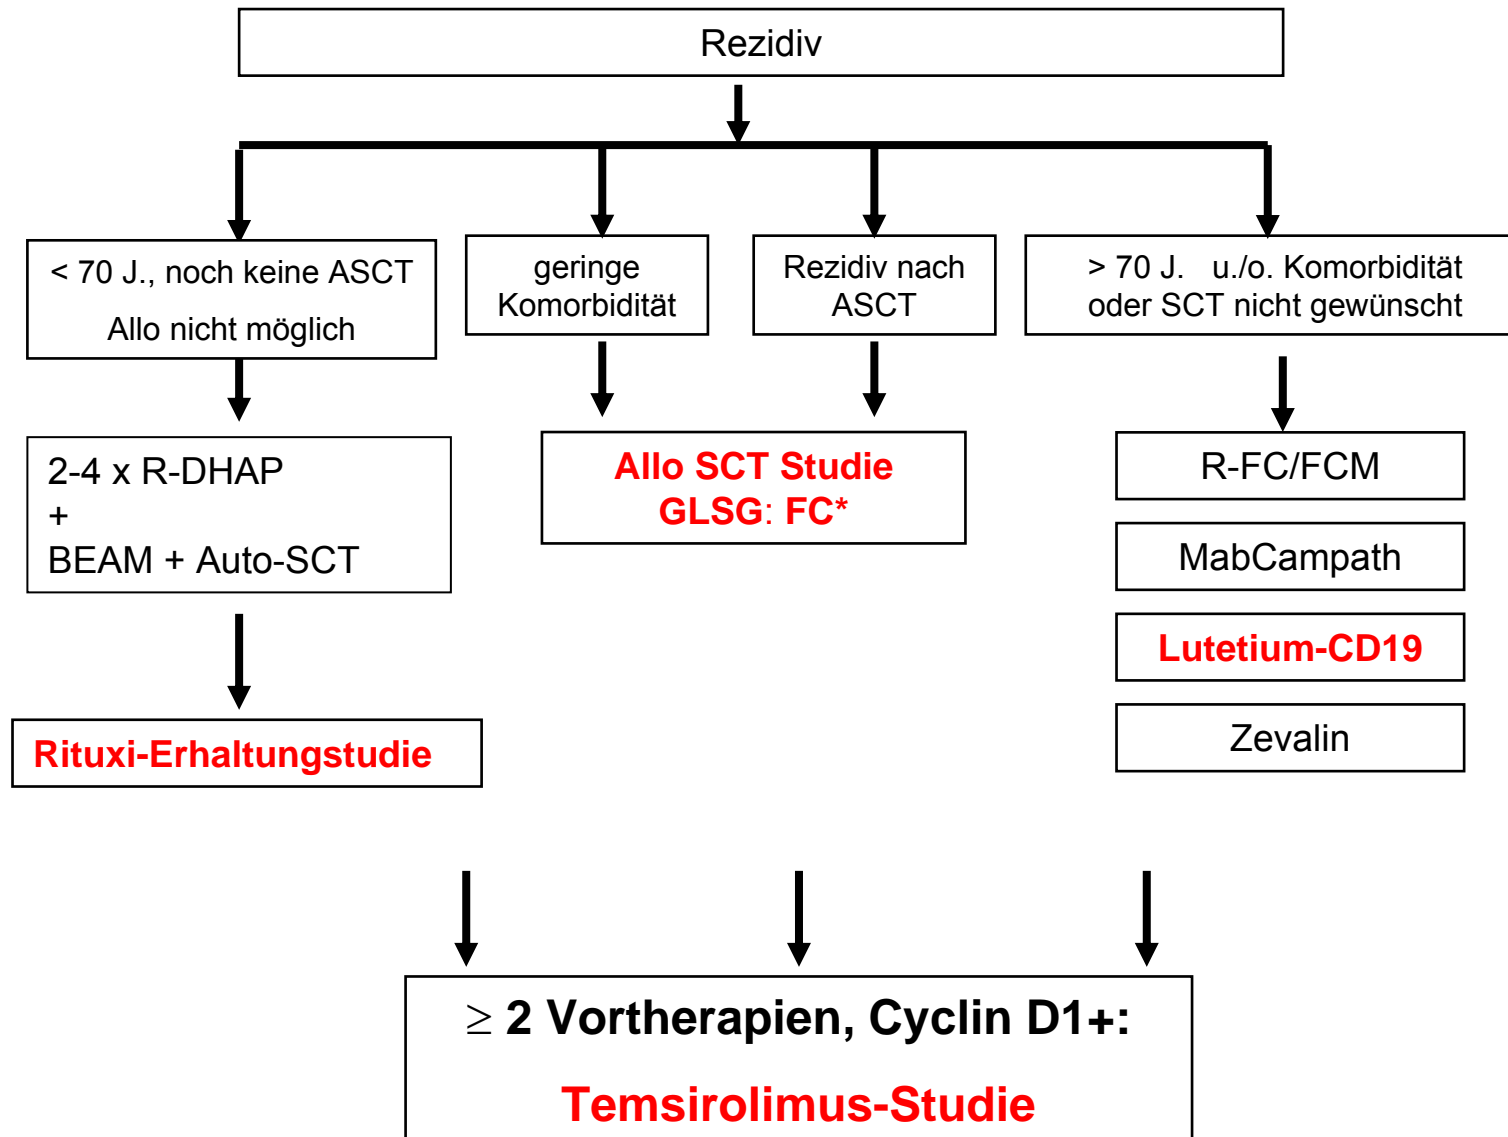 Rezidiv
< 70 J., noch keine ASCT
Allo nicht möglich
geringe
Komorbidität
Rezidiv nach
ASCT
> 70 J. u./o. Komorbidität
oder SCT nicht gewünscht
2-4 x R-DHAP
+
BEAM + Auto-SCT
Allo SCT Studie
GLSG: FC*
R-FC/FCM
MabCampath
Lutetium-CD19
Zevalin
Rituxi-Erhaltungstudie
≥ 2 Vortherapien, Cyclin D1+:
Temsirolimus-Studie